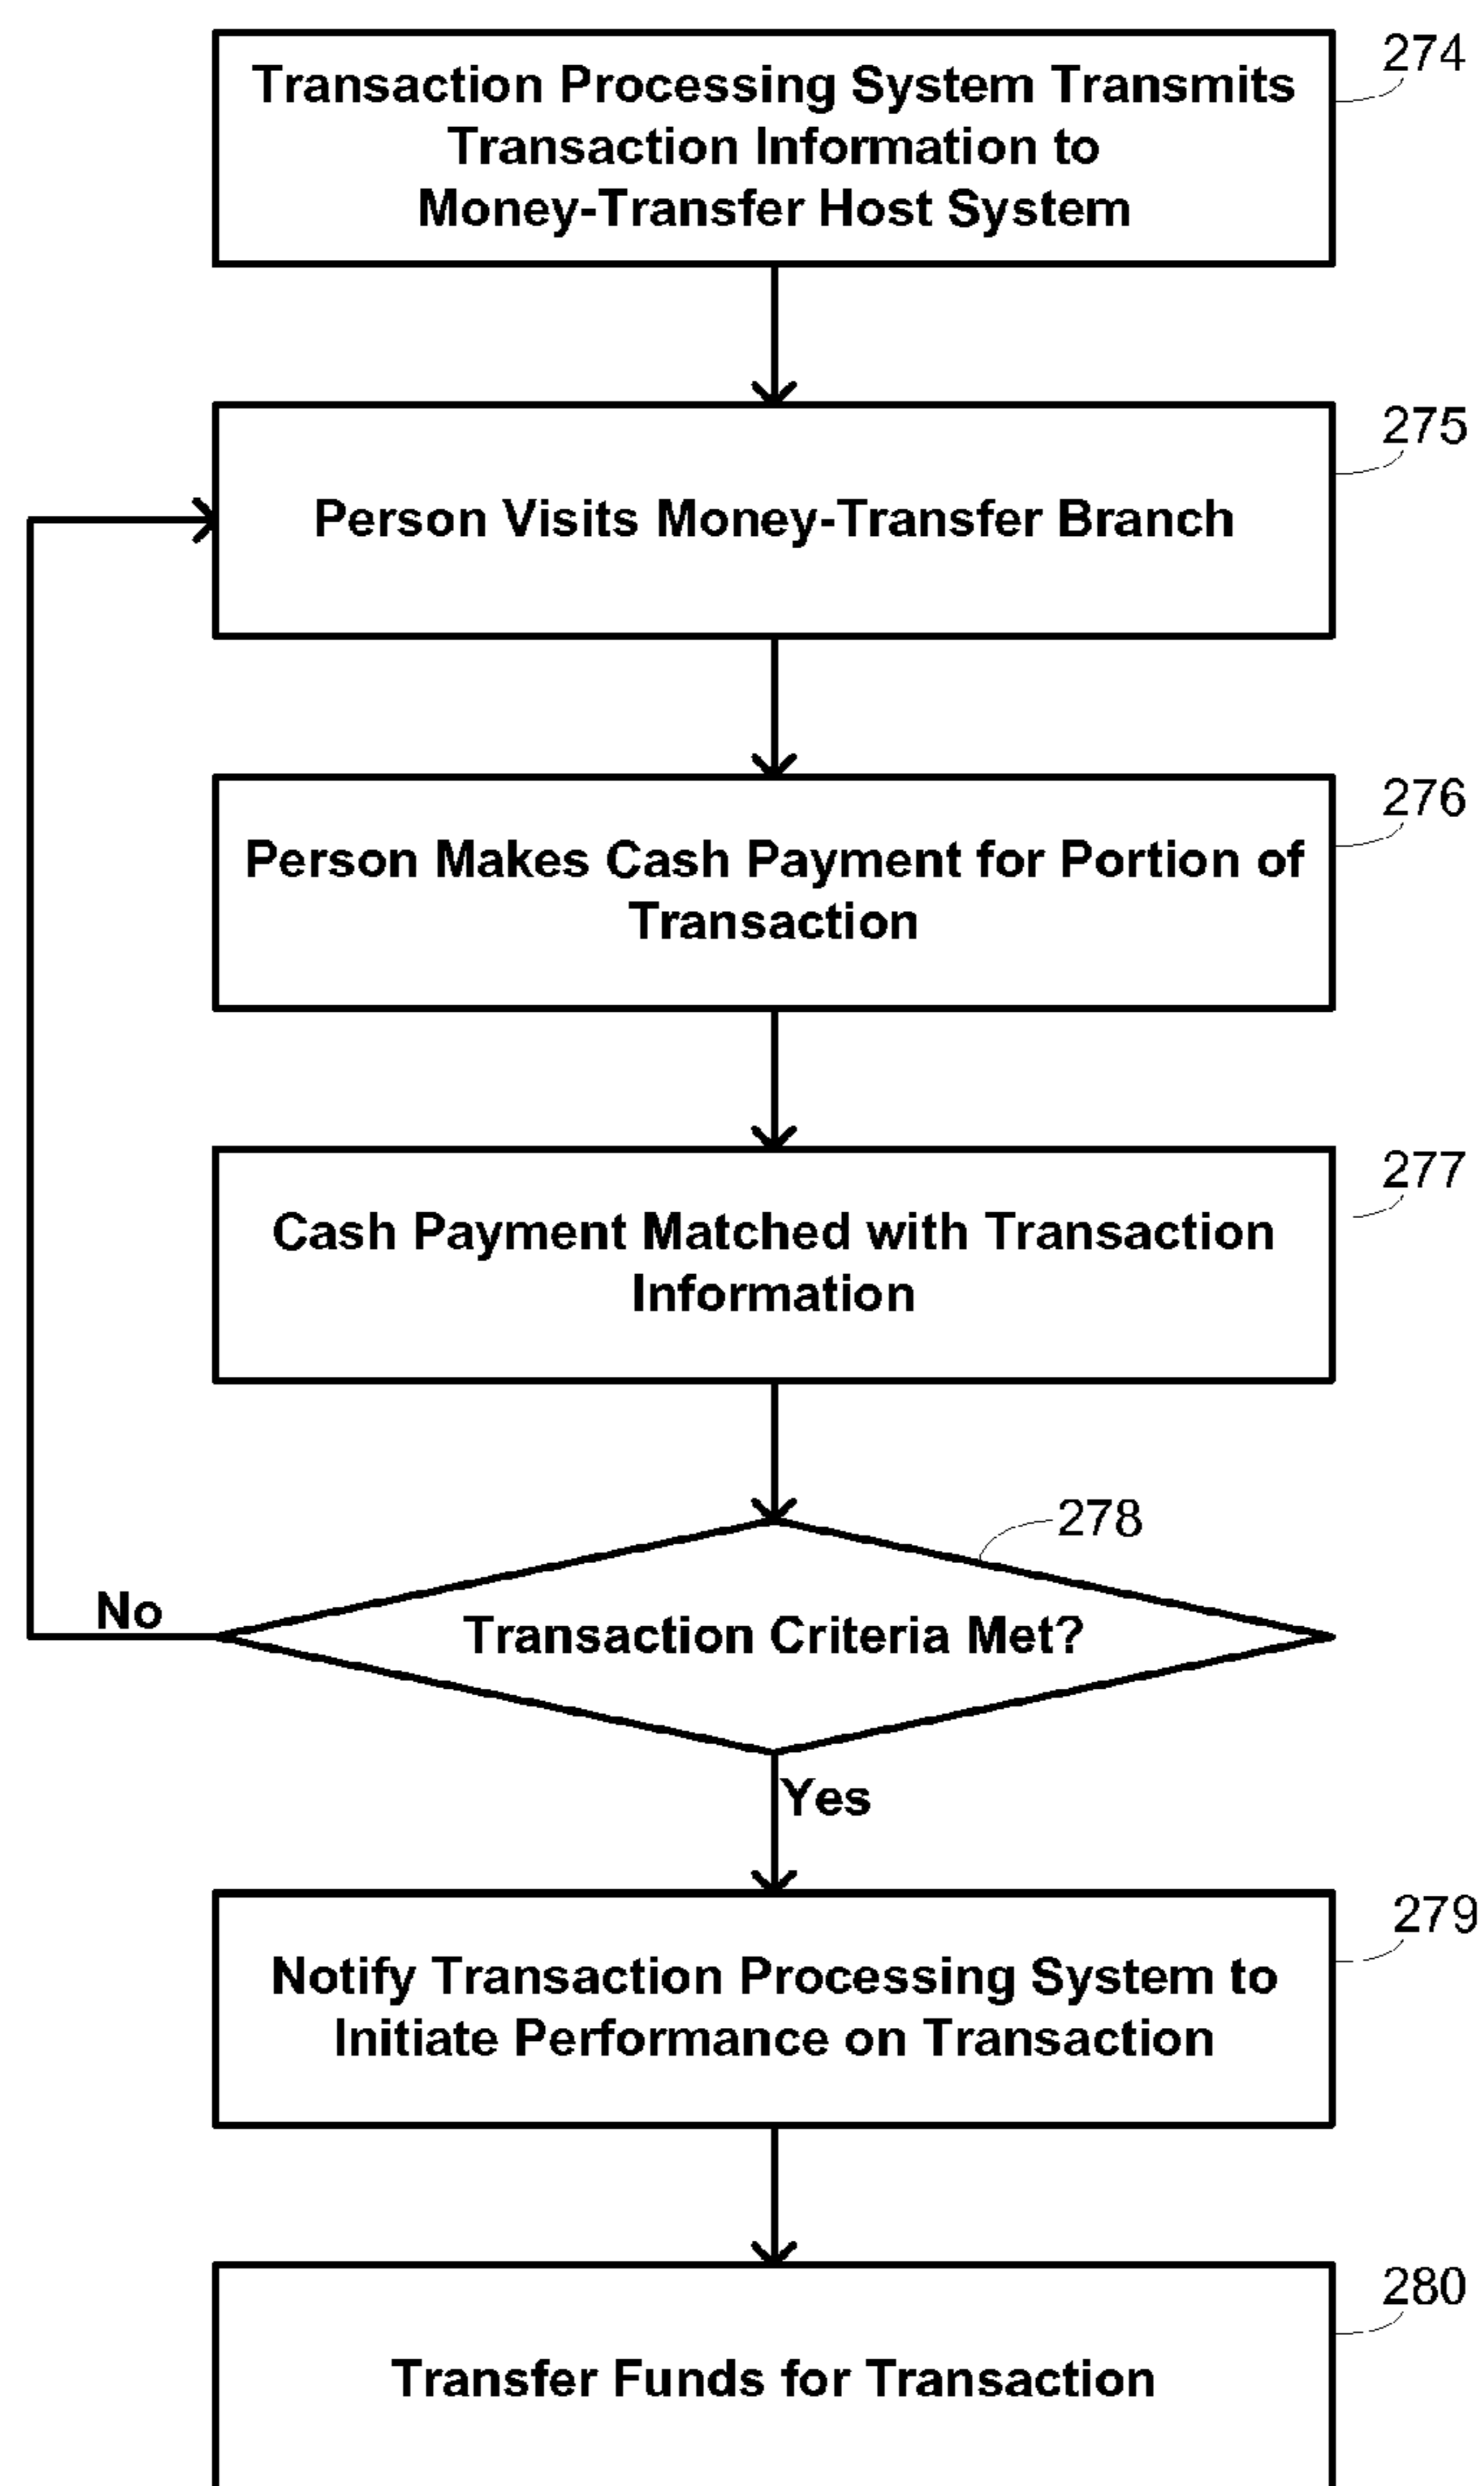 Transaction Processing System Transmits
Transaction Information to
Money-Transfer Host System
274
Person Visits Money-Transfer Branch
275
Person Makes Cash Payment for Portion of
Transaction
276
Cash Payment Matched with Transaction
Information
277
278
Transaction Criteria Met?
No
Yes
Notify Transaction Processing System to
Initiate Performance on Transaction
279
Transfer Funds for Transaction
280